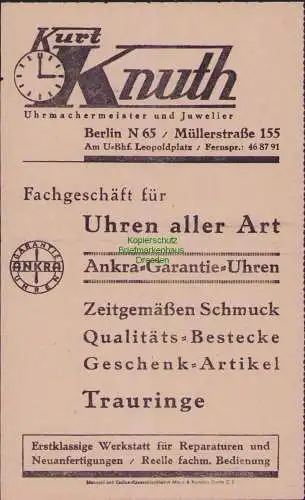 Kurt
Knuth
Uhrmachermeister und Juwelier
Berlin N 65 / Müllerstraße 155
Am U=Bhf. Leopoldplatz / Fernspr.: 46 87 91
Fachgeschäft für
Uhren aller Art
Kopierschutz
Briefmarkenhaus
Dresden
GARANTIE
ANKRA
UHREN
Ankra=Garantie=Uhren
Zeitgemäßen Schmuck
Qualitäts=Bestecke
Geschenk=Artikel
Trauringe
Erstklassige Werkstatt für Reparaturen und
Neuanfertigungen / Reelle fachm. Bedienung